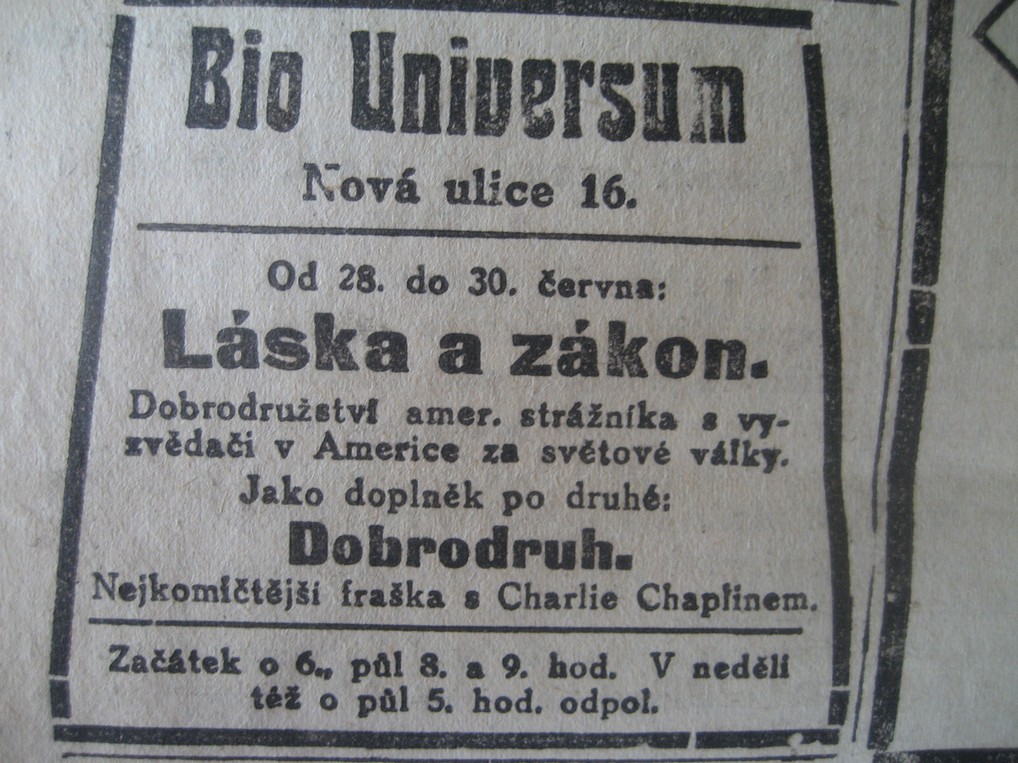 Bio Universum
Nová ulice 16.
Od 28. do 30. června:
Láska a zákon.
Dobrodružství amer. strážníka s vy-
zvědači v Americe za světové války.
Jako doplněk po druhé:
Dobrodruh.
Nejkomičtější fraška s Charlie Chaplinem.
Začátek o 6., půl 8. a 9. hod. V neděli
též o půl 5. hod. odpol.